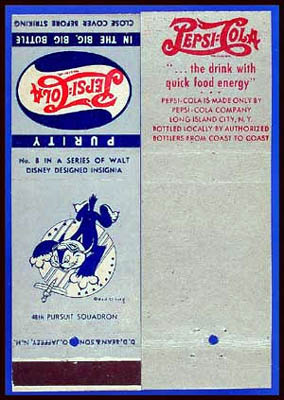 CLOSE COVER BEFORE STRIKING
IN THE BIG, BIG BOTTLE
PEPSI-COLA
PURITY
No. 8 IN A SERIES OF WALT
DISNEY DESIGNED INSIGNIA
48TH PURSUIT SQUADRON
D.D. BEAN & SONS CO. JAFFREY, N.H.
PEPSI-COLA
"... the drink with
quick food energy"
PEPSI-COLA IS MADE ONLY BY
PEPSI-COLA COMPANY
LONG ISLAND CITY, N.Y.
BOTTLED LOCALLY BY AUTHORIZED
BOTTLERS FROM COAST TO COAST